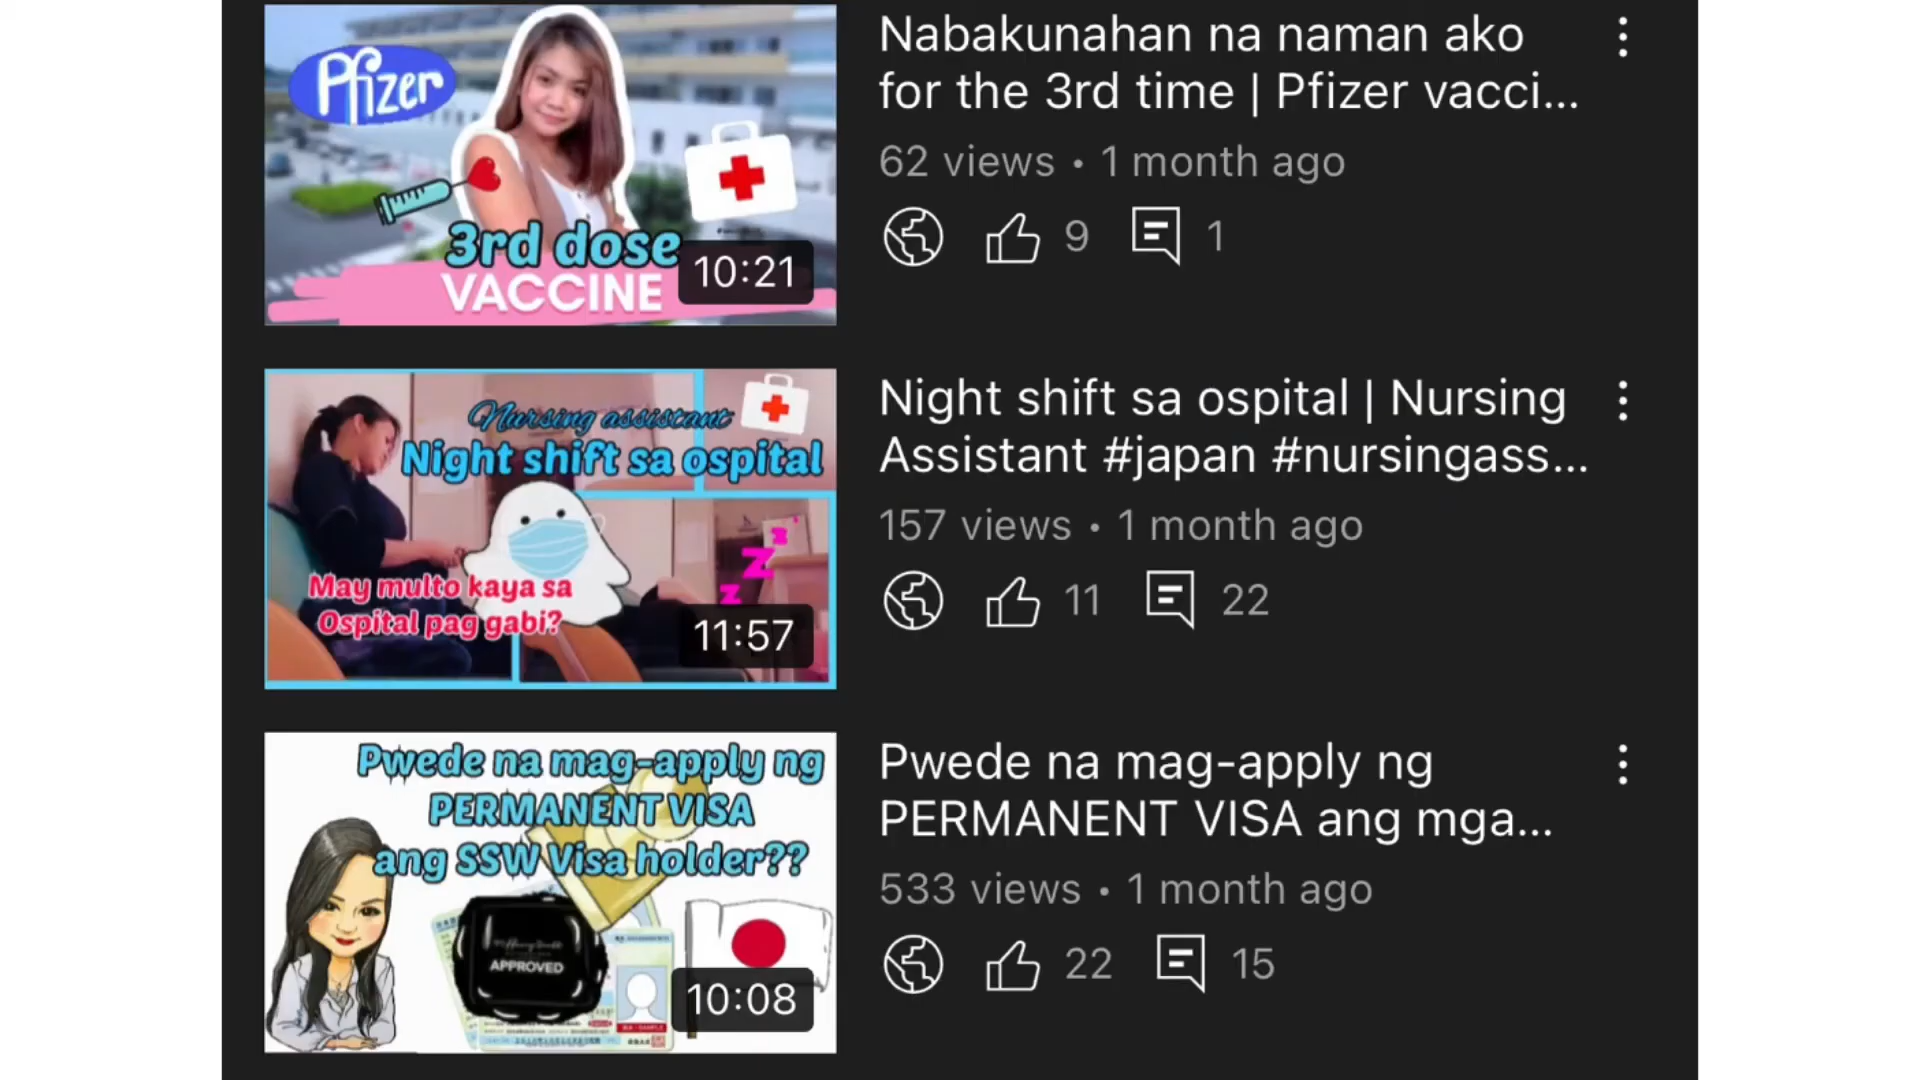 Pfizer
3rd dose
VACCINE
10:21
Nabakunahan na naman ako
for the 3rd time | Pfizer vacci...
62 views • 1 month ago
9
1
Nursing assistant
Night shift sa ospital
May multo kaya sa
Ospital pag gabi?
z
z
z
11:57
Night shift sa ospital | Nursing
Assistant #japan #nursingass...
157 views • 1 month ago
11
22
Pwede na mag-apply ng
PERMANENT VISA
ang SSW Visa holder??
APPROVED
10:08
Pwede na mag-apply ng
PERMANENT VISA ang mga...
533 views • 1 month ago
22
15